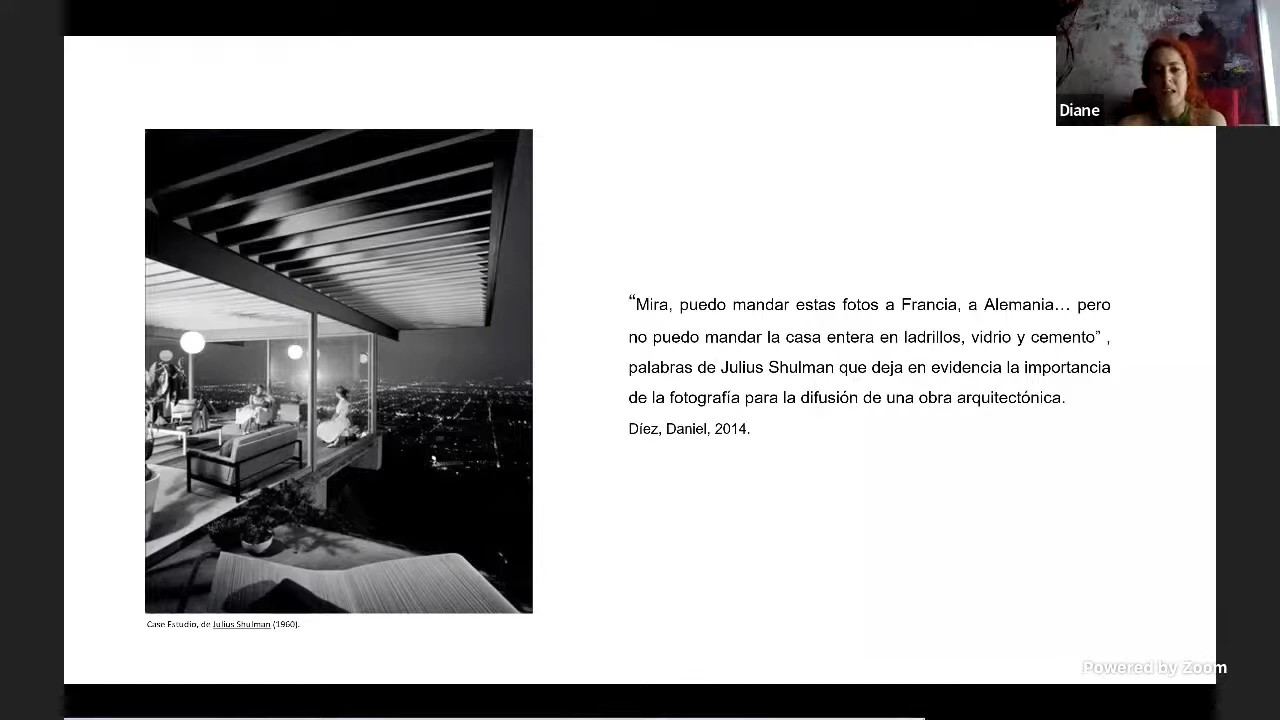 Diane
“Mira, puedo mandar estas fotos a Francia, a Alemania… pero
no puedo mandar la casa entera en ladrillos, vidrio y cemento” ,
palabras de Julius Shulman que deja en evidencia la importancia
de la fotografía para la difusión de una obra arquitectónica.
Díez, Daniel, 2014.
Case Estudio, de Julius Shulman (1960).
Powered by Zoom